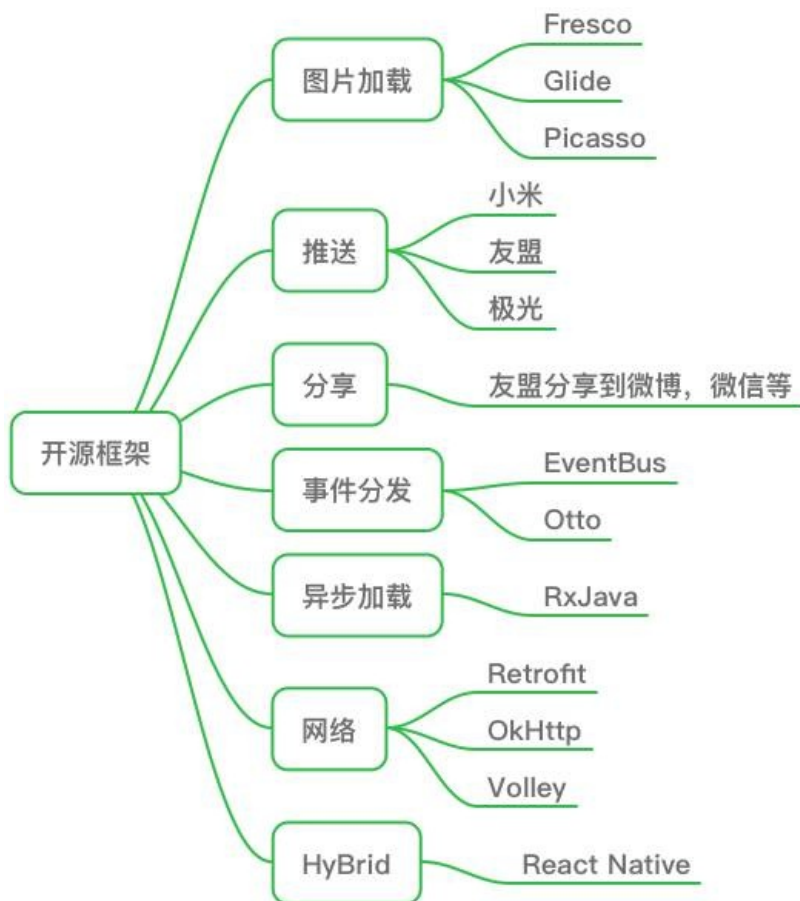 开源框架
图片加载
Fresco
Glide
Picasso
推送
小米
友盟
极光
分享
友盟分享到微博，微信等
事件分发
EventBus
Otto
异步加载
RxJava
网络
Retrofit
OkHttp
Volley
HyBrid
React Native